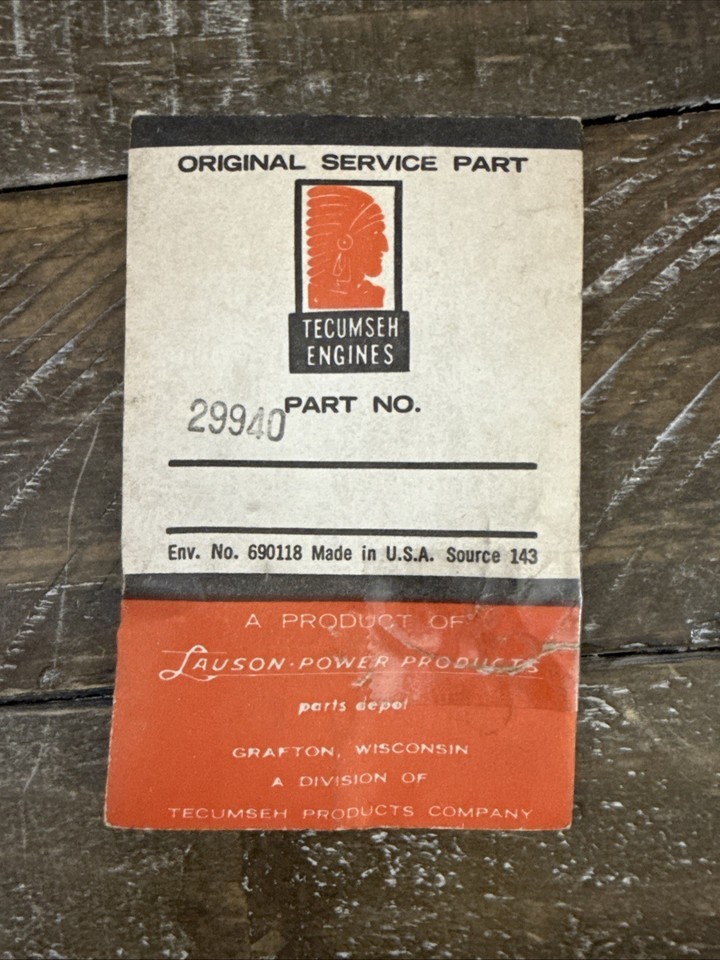 ORIGINAL SERVICE PART
TECUMSEH
ENGINES
PART NO.
29940
Env. No. 690118 Made in U.S.A. Source 143
A PRODUCT OF
LAUSON·POWER PRODUCTS
parts depot
GRAFTON, WISCONSIN
A DIVISION OF
TECUMSEH PRODUCTS COMPANY